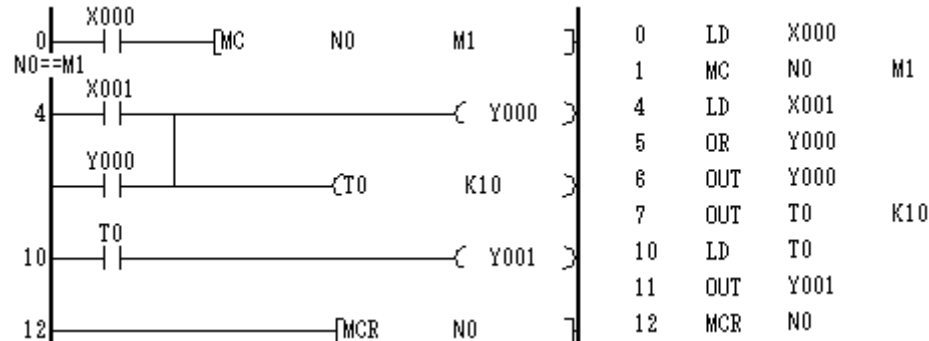 X000
0 MC N0 M1
N0==M1
X001
4 Y000
Y000
T0 K10
T0
10 Y001
12 MCR N0
0 LD X000
1 MC N0 M1
4 LD X001
5 OR Y000
6 OUT Y000
7 OUT T0 K10
10 LD T0
11 OUT Y001
12 MCR N0